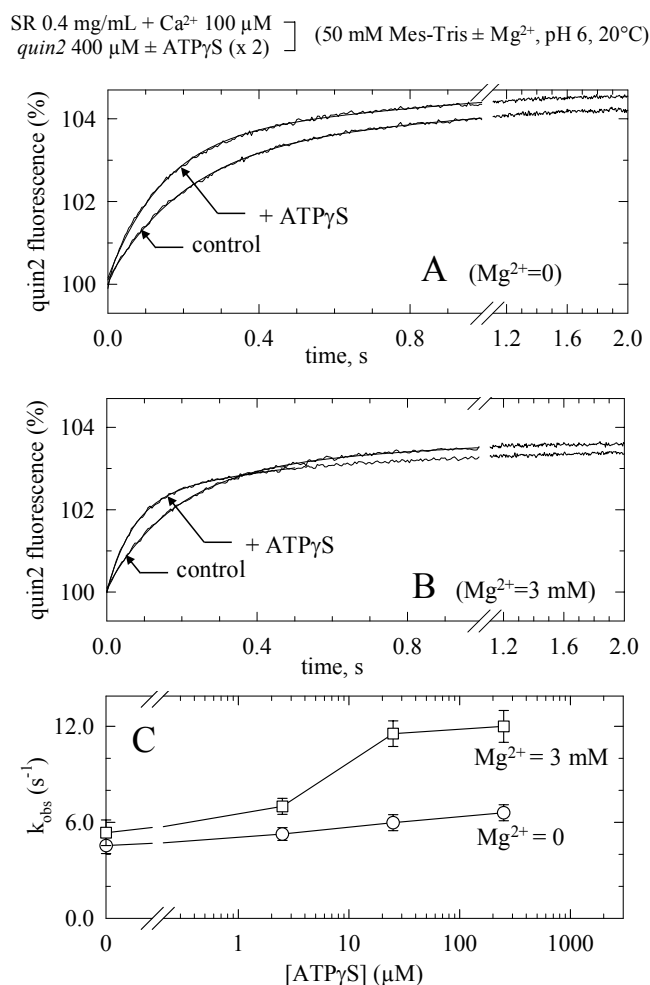 SR 0.4 mg/mL + Ca²⁺ 100 µM
quin2 400 µM ± ATPγS (x 2)
(50 mM Mes-Tris ± Mg²⁺, pH 6, 20°C)
104
102
100
quin2 fluorescence (%)
+ ATPγS
control
A (Mg²⁺=0)
0.0 0.4 0.8 1.2 1.6 2.0
time, s
104
102
100
quin2 fluorescence (%)
+ ATPγS
control
B (Mg²⁺=3 mM)
0.0 0.4 0.8 1.2 1.6 2.0
time, s
12.0
6.0
0.0
k_obs (s⁻¹)
C
Mg²⁺ = 3 mM
Mg²⁺ = 0
0 1 10 100 1000
[ATPγS] (µM)